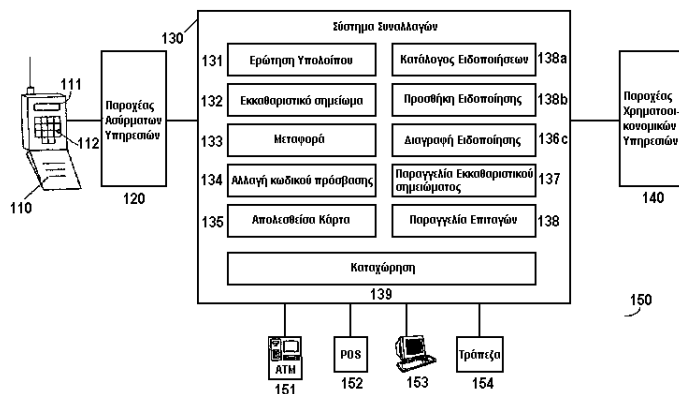 130
Σύστημα Συναλλαγών
131
Ερώτηση Υπολοίπου
Κατάλογος Ειδοποιήσεων
138a
132
Εκκαθαριστικό σημείωμα
Προσθήκη Ειδοποίησης
138b
133
Μεταφορά
Διαγραφή Ειδοποίησης
136c
134
Αλλαγή κωδικού πρόσβασης
Παραγγελία Εκκαθαριστικού
σημειώματος
137
135
Απολεσθείσα Κάρτα
Παραγγελία Επιταγών
138
Καταχώρηση
139
111
112
110
Παροχέας
Ασύρματων
Υπηρεσιών
120
Παροχέας
Χρηματοοι-
κονομικών
Υπηρεσιών
140
150
ATM
151
POS
152
153
Τράπεζα
154